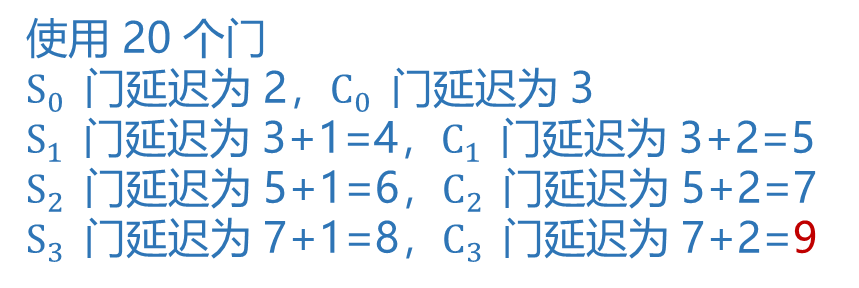 使用 20 个门
S₀ 门延迟为 2，C₀ 门延迟为 3
S₁ 门延迟为 3+1=4，C₁ 门延迟为 3+2=5
S₂ 门延迟为 5+1=6，C₂ 门延迟为 5+2=7
S₃ 门延迟为 7+1=8，C₃ 门延迟为 7+2=9